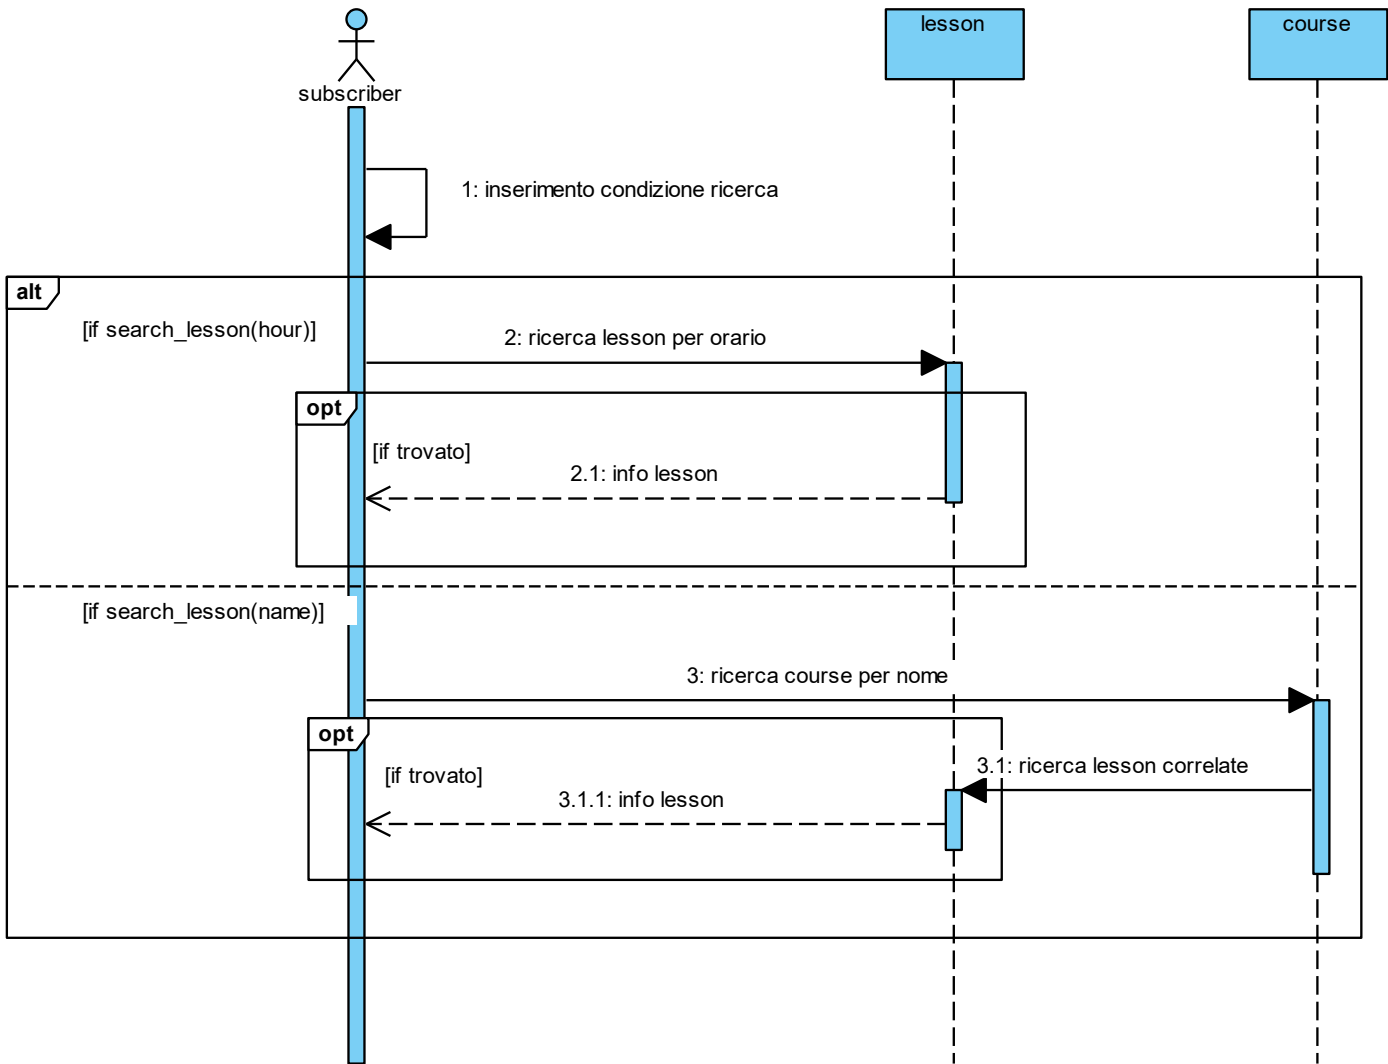 lesson
course
subscriber
1: inserimento condizione ricerca
alt
[if search_lesson(hour)]
2: ricerca lesson per orario
opt
[if trovato]
2.1: info lesson
[if search_lesson(name)]
3: ricerca course per nome
opt
3.1: ricerca lesson correlate
[if trovato]
3.1.1: info lesson